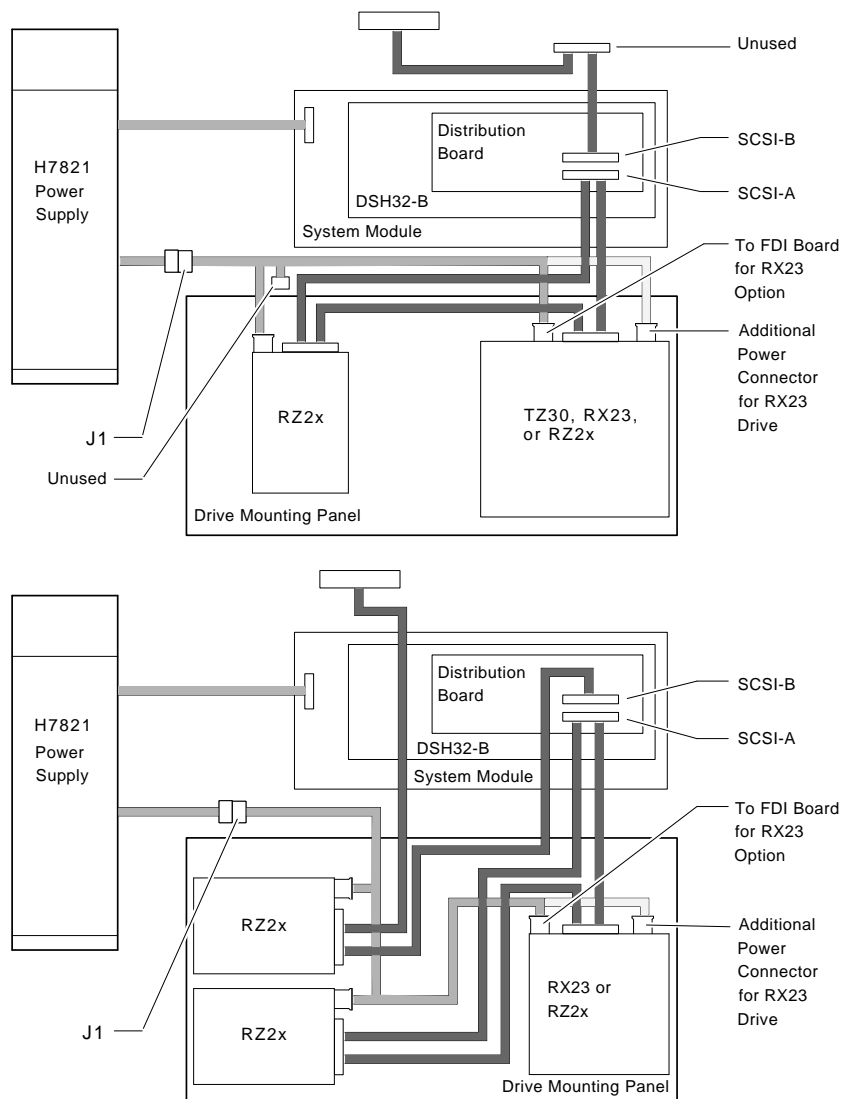 Unused
Distribution
Board
SCSI-B
SCSI-A
H7821
Power
Supply
DSH32-B
System Module
To FDI Board
for RX23
Option
Additional
Power
Connector
for RX23
Drive
RZ2x
TZ30, RX23,
or RZ2x
J1
Unused
Drive Mounting Panel
Distribution
Board
SCSI-B
SCSI-A
H7821
Power
Supply
DSH32-B
System Module
To FDI Board
for RX23
Option
RZ2x
Additional
Power
Connector
for RX23
Drive
RX23 or
RZ2x
J1
RZ2x
Drive Mounting Panel